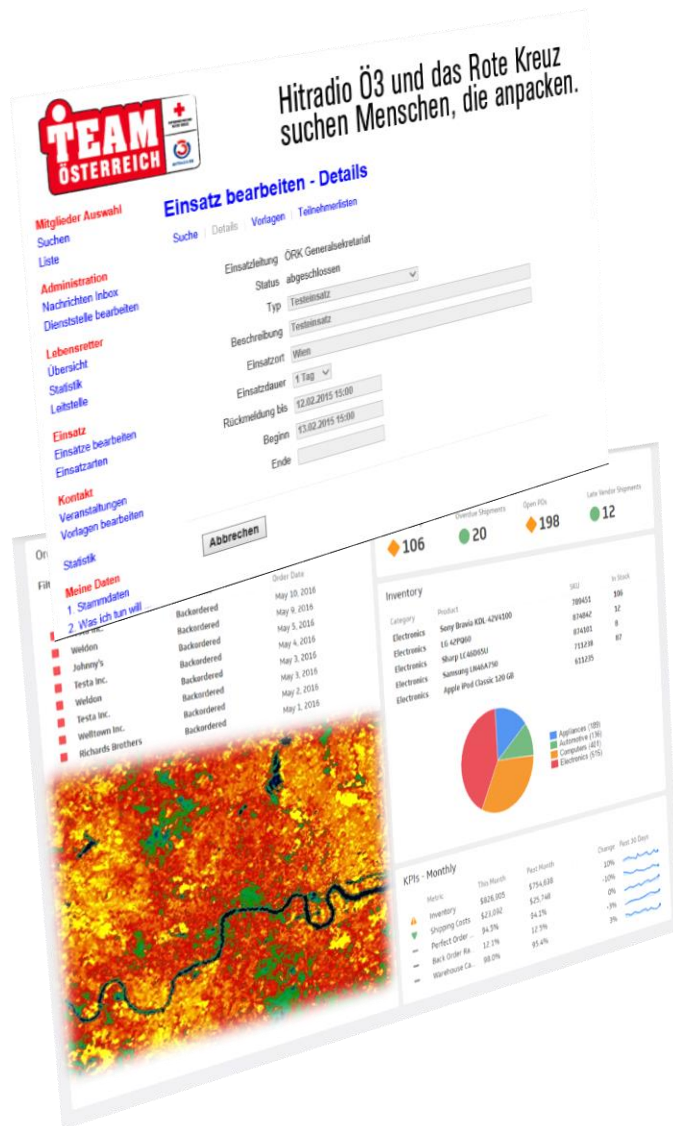 TEAM
ÖSTERREICH
Hitradio Ö3 und das Rote Kreuz
suchen Menschen, die anpacken.
Mitglieder Auswahl
Suchen
Liste
Administration
Nachrichten Inbox
Dienststelle bearbeiten
Lebensretter
Übersicht
Statistik
Leitstelle
Einsatz
Einsätze bearbeiten
Einsatzarten
Kontakt
Veranstaltungen
Vorlagen bearbeiten
Statistik
Meine Daten
1. Stammdaten
2. Was ich tun will ...
Einsatz bearbeiten - Details
Suche | Details | Vorlagen | Teilnehmerlisten
Einsatzleitung ÖRK Generalsekretariat
Status abgeschlossen
Typ Testeinsatz
Beschreibung Testeinsatz
Einsatzort Wien
Einsatzdauer 1 Tag
Rückmeldung bis 12.02.2015 15:00
Beginn 13.02.2015 15:00
Ende
Abbrechen
Order Date
Backordered May 10, 2016
Weldon Backordered May 9, 2016
Johnny's Backordered May 5, 2016
Testa Inc. Backordered May 4, 2016
Weldon Backordered May 3, 2016
Testa Inc. Backordered May 3, 2016
Welltown Inc. Backordered May 2, 2016
Richards Brothers Backordered May 1, 2016
106
Overdue Shipments
20
Open POs
198
Late Vendor Shipments
12
Inventory
Category Product SKU In Stock
Electronics Sony Bravia KDL-42V4100 789451 106
Electronics LG 42PQ60 874842 12
Electronics Sharp LC46D65U 874101 8
Electronics Samsung LN46A750 711238 87
Electronics Apple iPod Classic 120 GB 611235
Appliances (189)
Automotive (136)
Computers (401)
Electronics (515)
KPIs - Monthly
Metric This Month Past Month Change Past 30 Days
Inventory $826,905 $754,638 10%
Shipping Costs $23,092 $25,748 -10%
Perfect Order ... 94.5% 94.1% 0%
Back Order Ra... 12.1% 12.5% -3%
Warehouse Ca... 98.0% 95.4% 3%